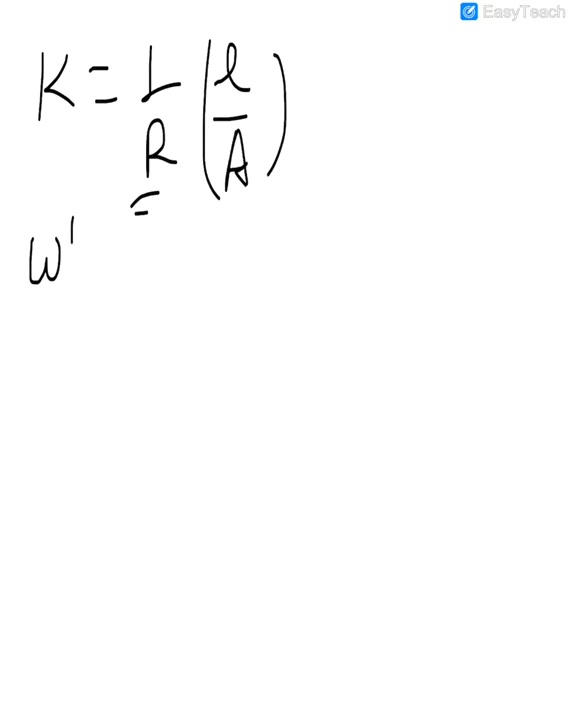 EasyTeach
K = 1/R (l/A)
W'